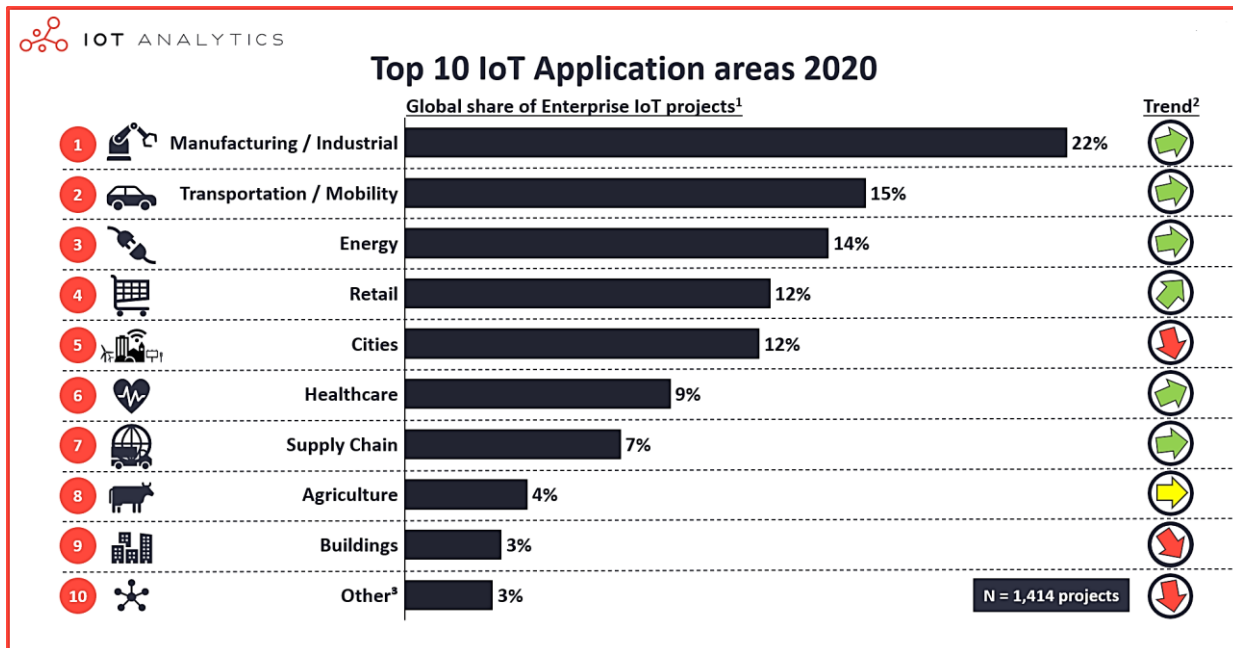 IOT ANALYTICS
Top 10 IoT Application areas 2020
Global share of Enterprise IoT projects¹ Trend²
1 Manufacturing / Industrial 22%
2 Transportation / Mobility 15%
3 Energy 14%
4 Retail 12%
5 Cities 12%
6 Healthcare 9%
7 Supply Chain 7%
8 Agriculture 4%
9 Buildings 3%
10 Other³ 3% N = 1,414 projects